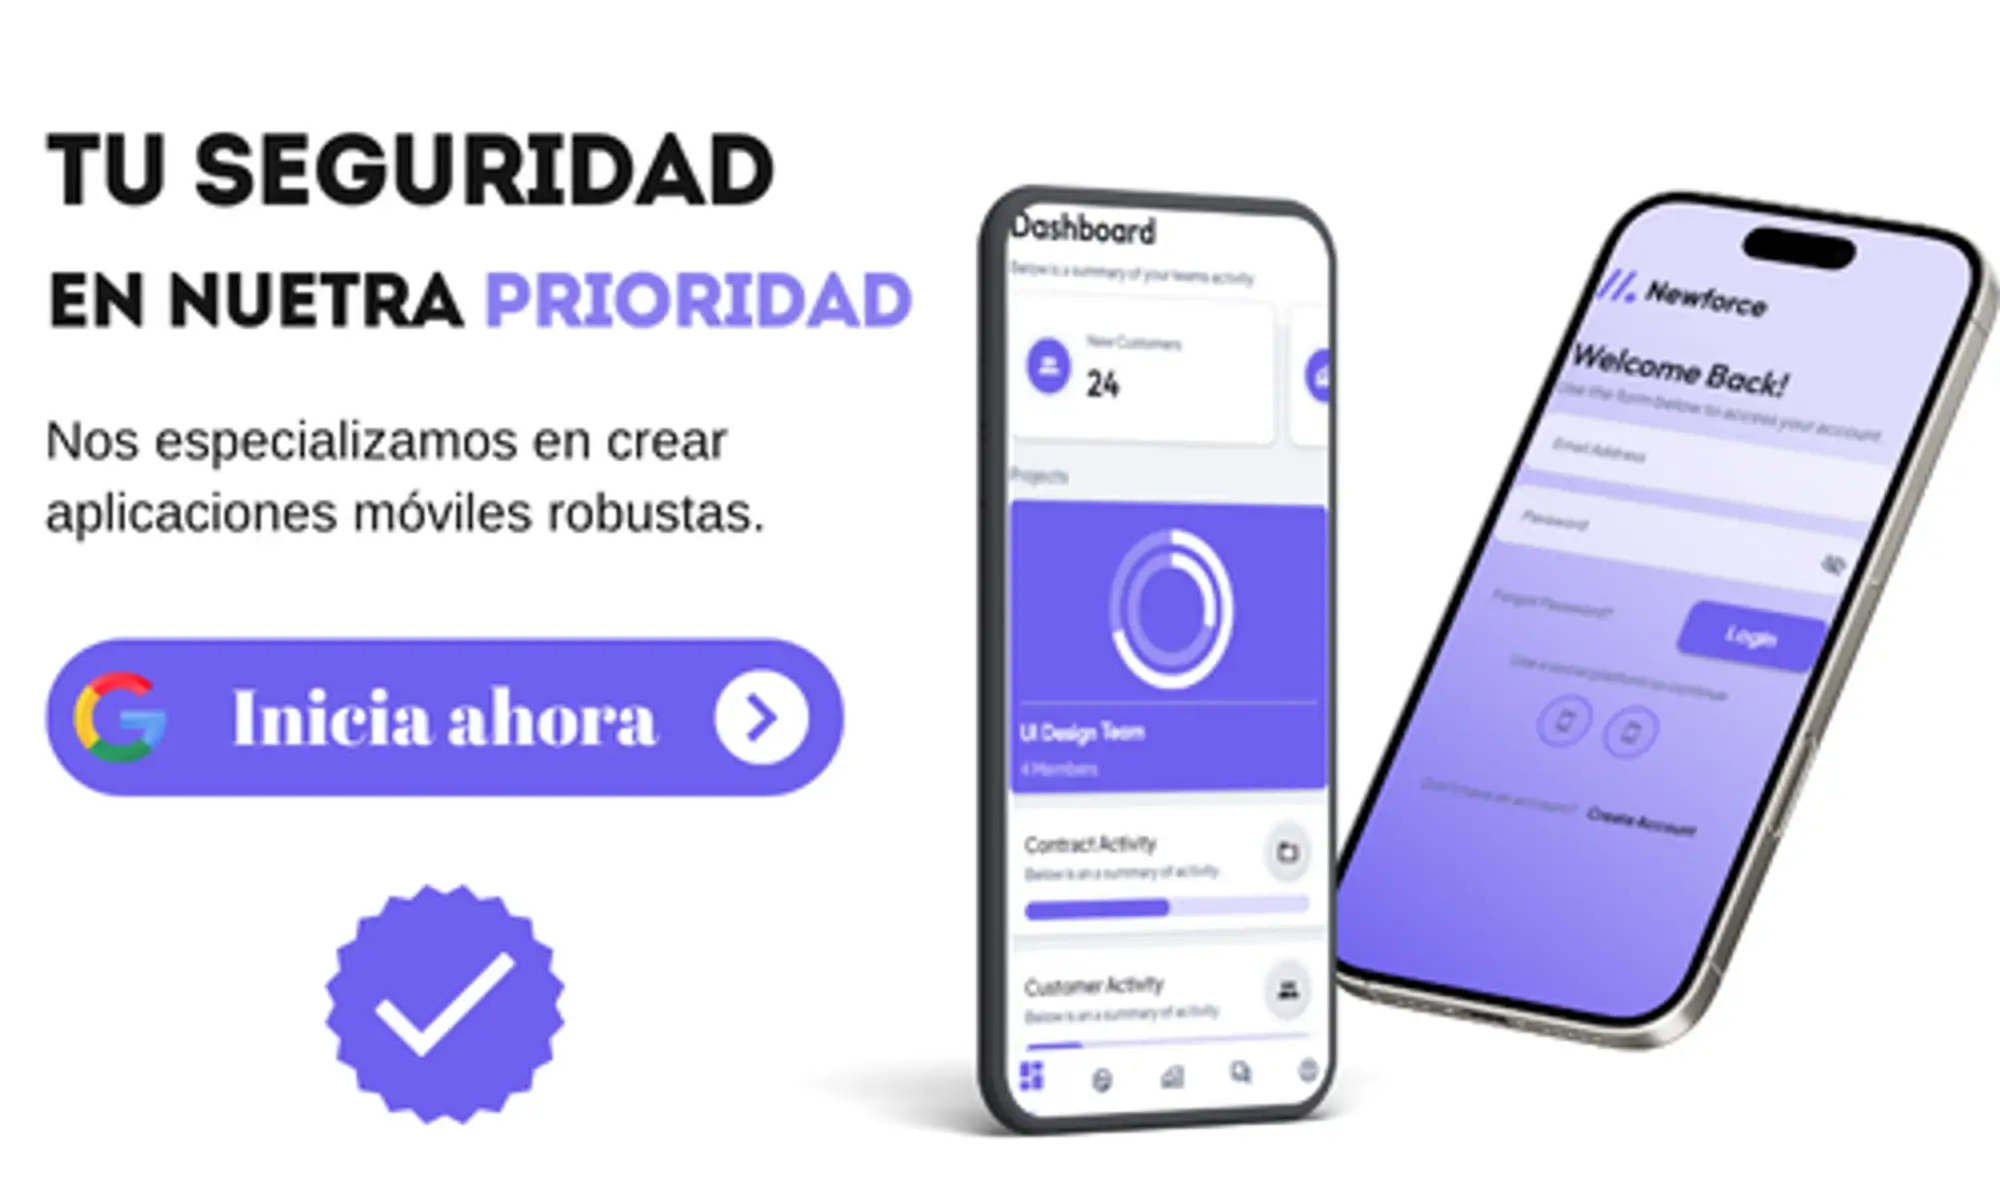 TU SEGURIDAD
EN NUETRA PRIORIDAD
Nos especializamos en crear
aplicaciones móviles robustas.
Inicia ahora
Dashboard
Below is a summary of your teams activity
New Customers
24
Projects
UI Design Team
4 Members
Contract Activity
Below is an a summary of activity.
Customer Activity
Below is an a summary of activity.
Newforce
Welcome Back!
Use the form below to access your account.
Email Address
Password
Forgot Password?
Login
Use a social platform to continue
Don't have an account? Create Account